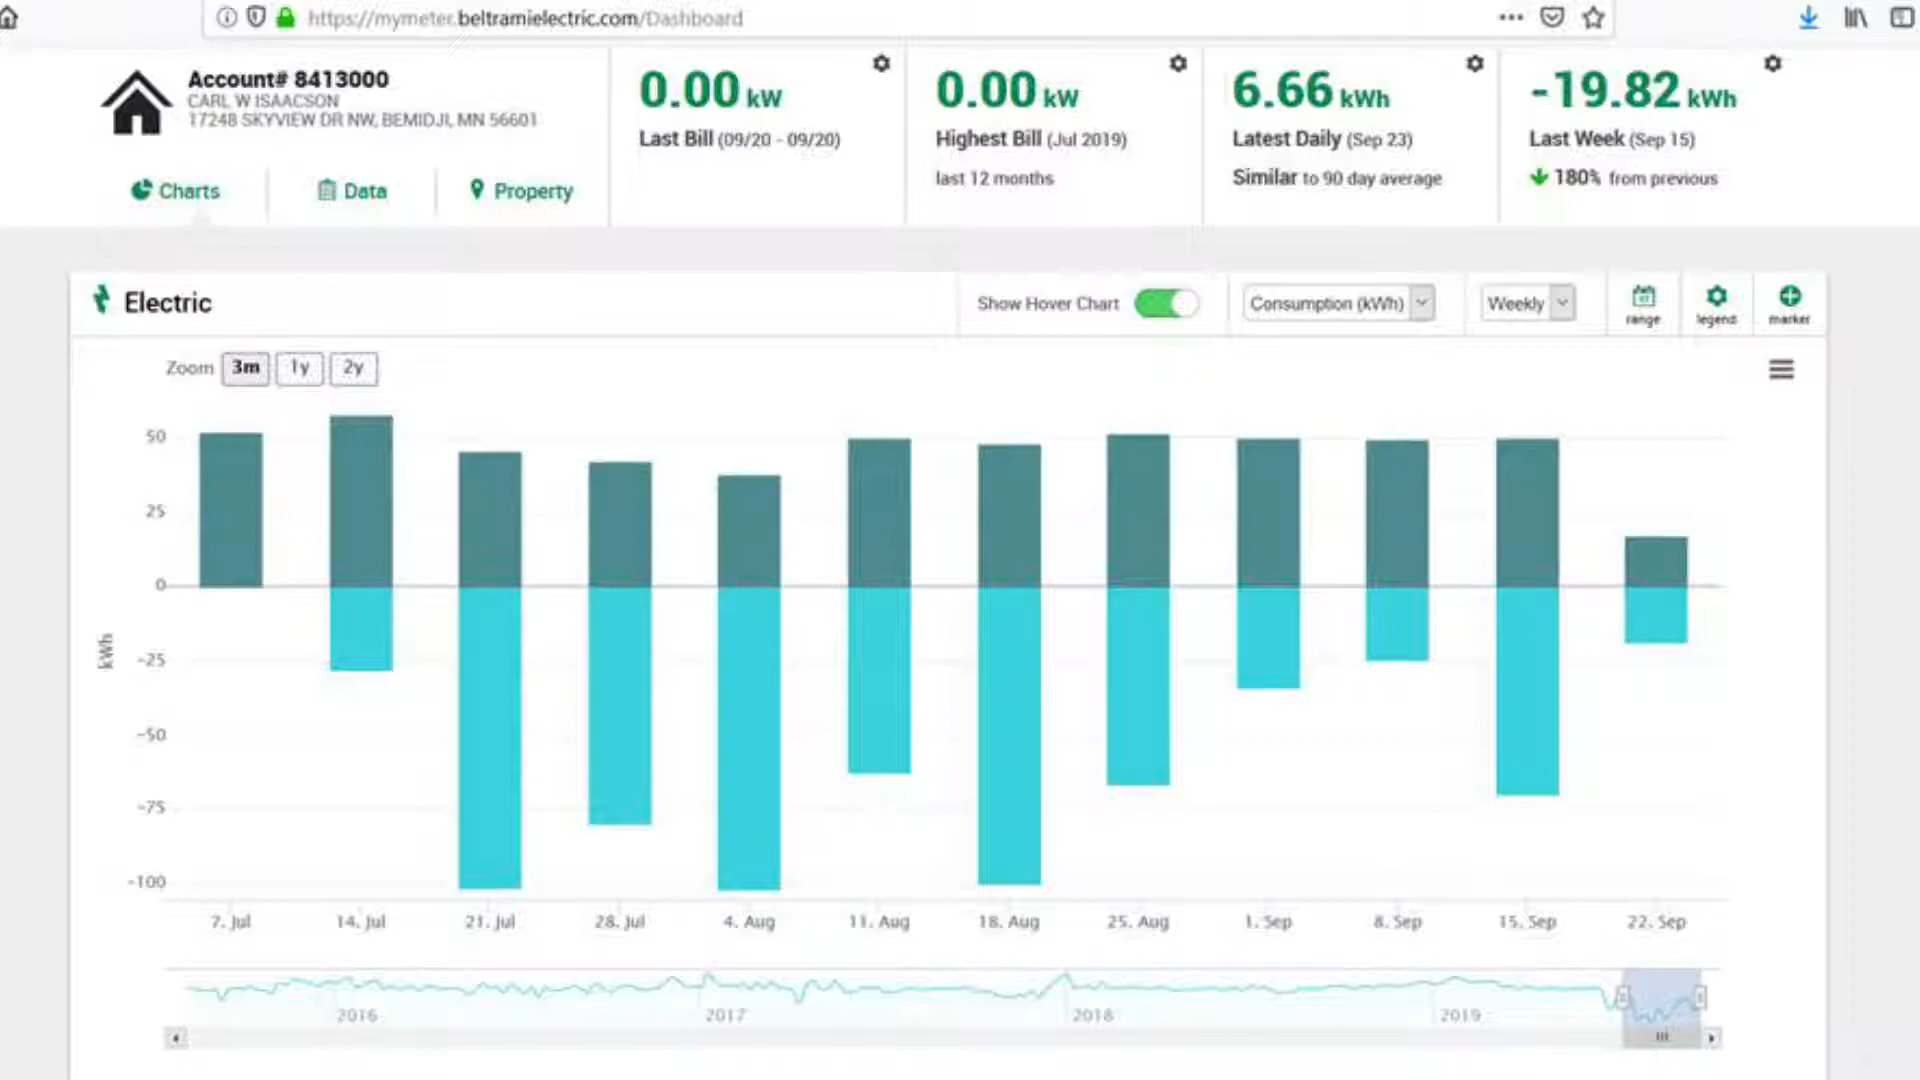 https://mymeter.beltramielectric.com/Dashboard
Account# 8413000
CARL W ISAACSON
17248 SKYVIEW DR NW, BEMIDJI, MN 56601
Charts
Data
Property
0.00 kW
Last Bill (09/20 - 09/20)
0.00 kW
Highest Bill (Jul 2019)
last 12 months
6.66 kWh
Latest Daily (Sep 23)
Similar to 90 day average
-19.82 kWh
Last Week (Sep 15)
180% from previous
Electric
Show Hover Chart
Consumption (kWh)
Weekly
range
legend
marker
Zoom 3m 1y 2y
50
25
0
-25
-50
-75
-100
kWh
7. Jul 14. Jul 21. Jul 28. Jul 4. Aug 11. Aug 18. Aug 25. Aug 1. Sep 8. Sep 15. Sep 22. Sep
2016 2017 2018 2019